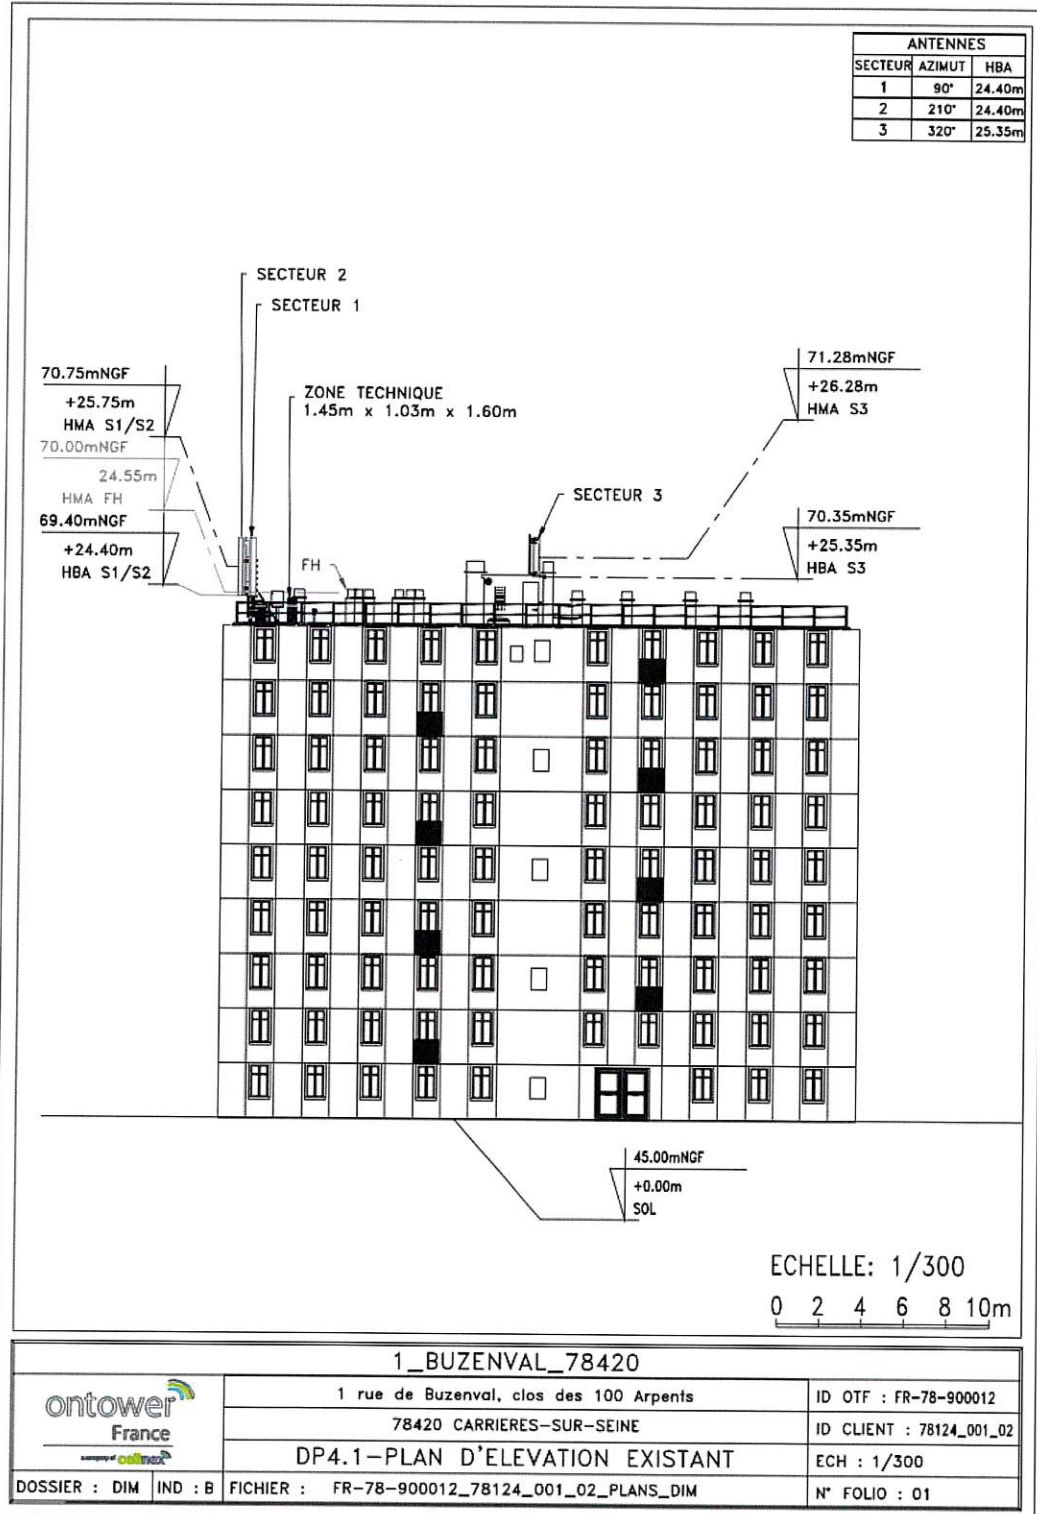 ANTENNES
SECTEUR AZIMUT HBA
1 90° 24.40m
2 210° 24.40m
3 320° 25.35m
SECTEUR 2
SECTEUR 1
70.75mNGF
+25.75m
HMA S1/S2
70.00mNGF
24.55m
HMA FH
69.40mNGF
+24.40m
HBA S1/S2
ZONE TECHNIQUE
1.45m x 1.03m x 1.60m
FH
SECTEUR 3
71.28mNGF
+26.28m
HMA S3
70.35mNGF
+25.35m
HBA S3
45.00mNGF
+0.00m
SOL
ECHELLE: 1/300
0 2 4 6 8 10m
1_BUZENVAL_78420
ontower
France
a company of cellnex
1 rue de Buzenval, clos des 100 Arpents
78420 CARRIERES-SUR-SEINE
DP4.1-PLAN D'ELEVATION EXISTANT
ID OTF : FR-78-900012
ID CLIENT : 78124_001_02
ECH : 1/300
DOSSIER : DIM IND : B FICHIER : FR-78-900012_78124_001_02_PLANS_DIM N° FOLIO : 01